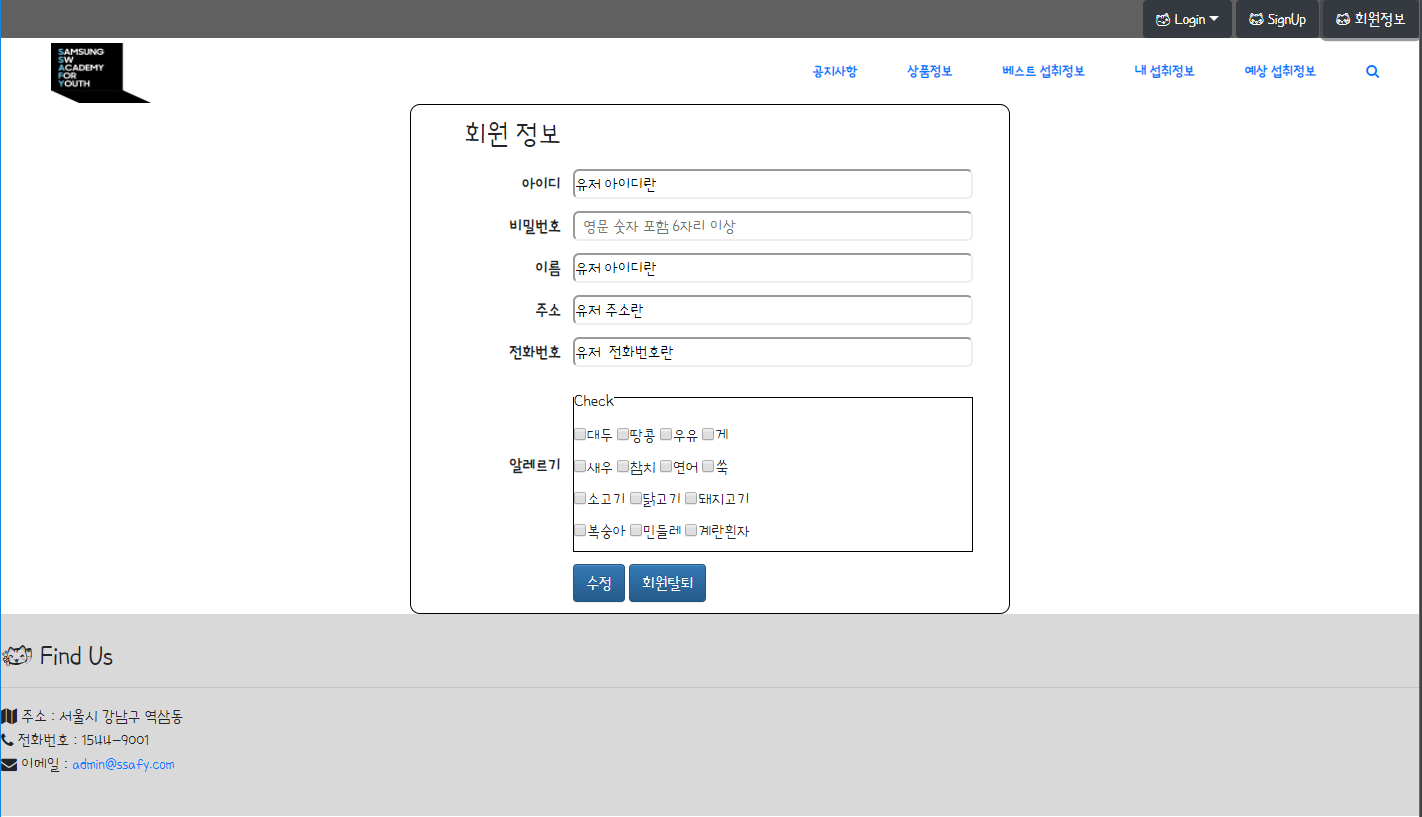 Login SignUp 회원정보
SAMSUNG
SW
ACADEMY
FOR
YOUTH
공지사항 상품정보 베스트 섭취정보 내 섭취정보 예상 섭취정보
회원 정보
아이디 유저 아이디란
비밀번호 영문 숫자 포함 6자리 이상
이름 유저 아이디란
주소 유저 주소란
전화번호 유저 전화번호란
알레르기
Check
대두 땅콩 우유 게
새우 참치 연어 쑥
소고기 닭고기 돼지고기
복숭아 민들레 계란흰자
수정 회원탈퇴
Find Us
주소 : 서울시 강남구 역삼동
전화번호 : 1544-9001
이메일 : admin@ssafy.com